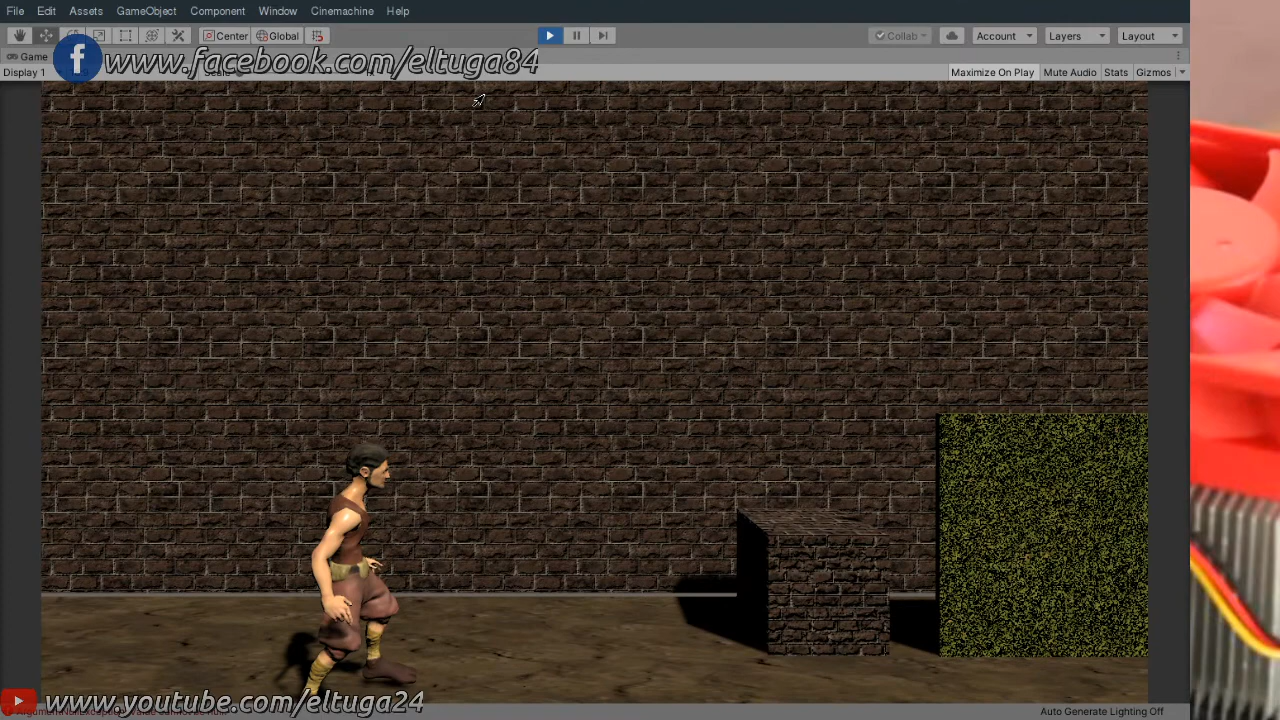 File Edit Assets GameObject Component Window Cinemachine Help
Center Global Collab Account Layers Layout
Game
www.facebook.com/eltuga84
Display 1 Maximize On Play Mute Audio Stats Gizmos
www.youtube.com/eltuga24
Auto Generate Lighting Off